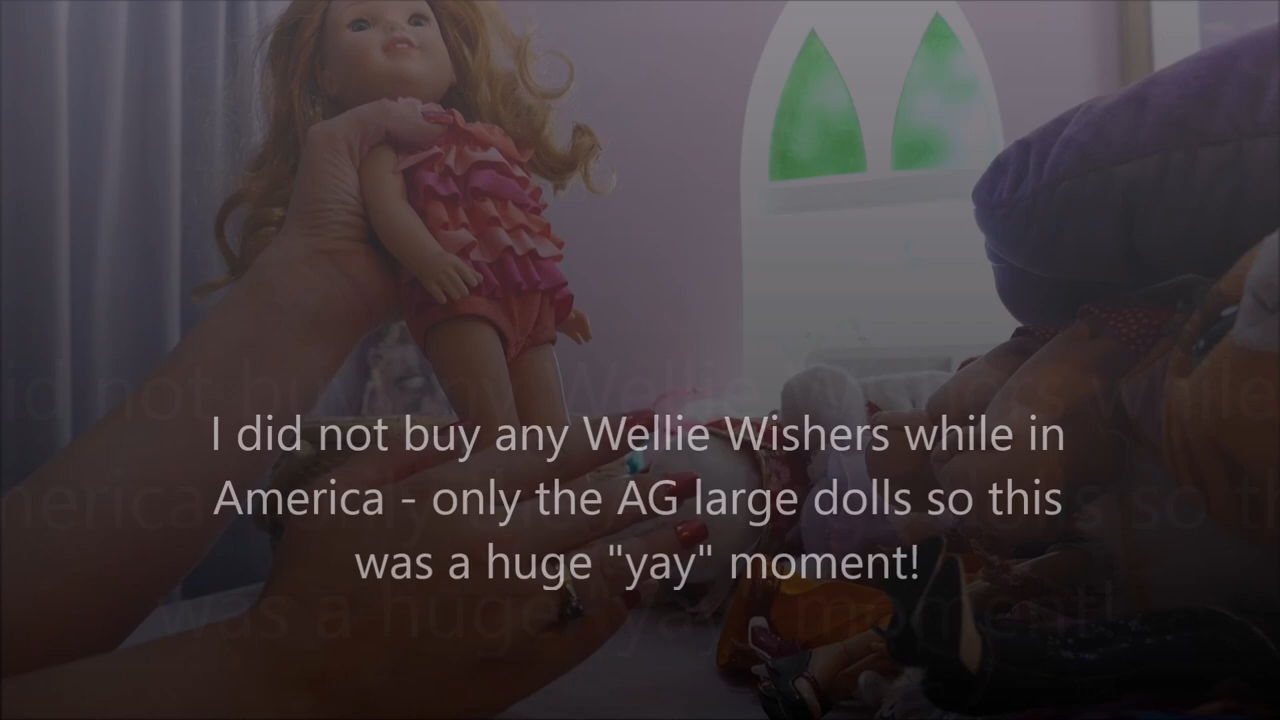 I did not buy any Wellie Wishers while in
America - only the AG large dolls so this
was a huge "yay" moment!